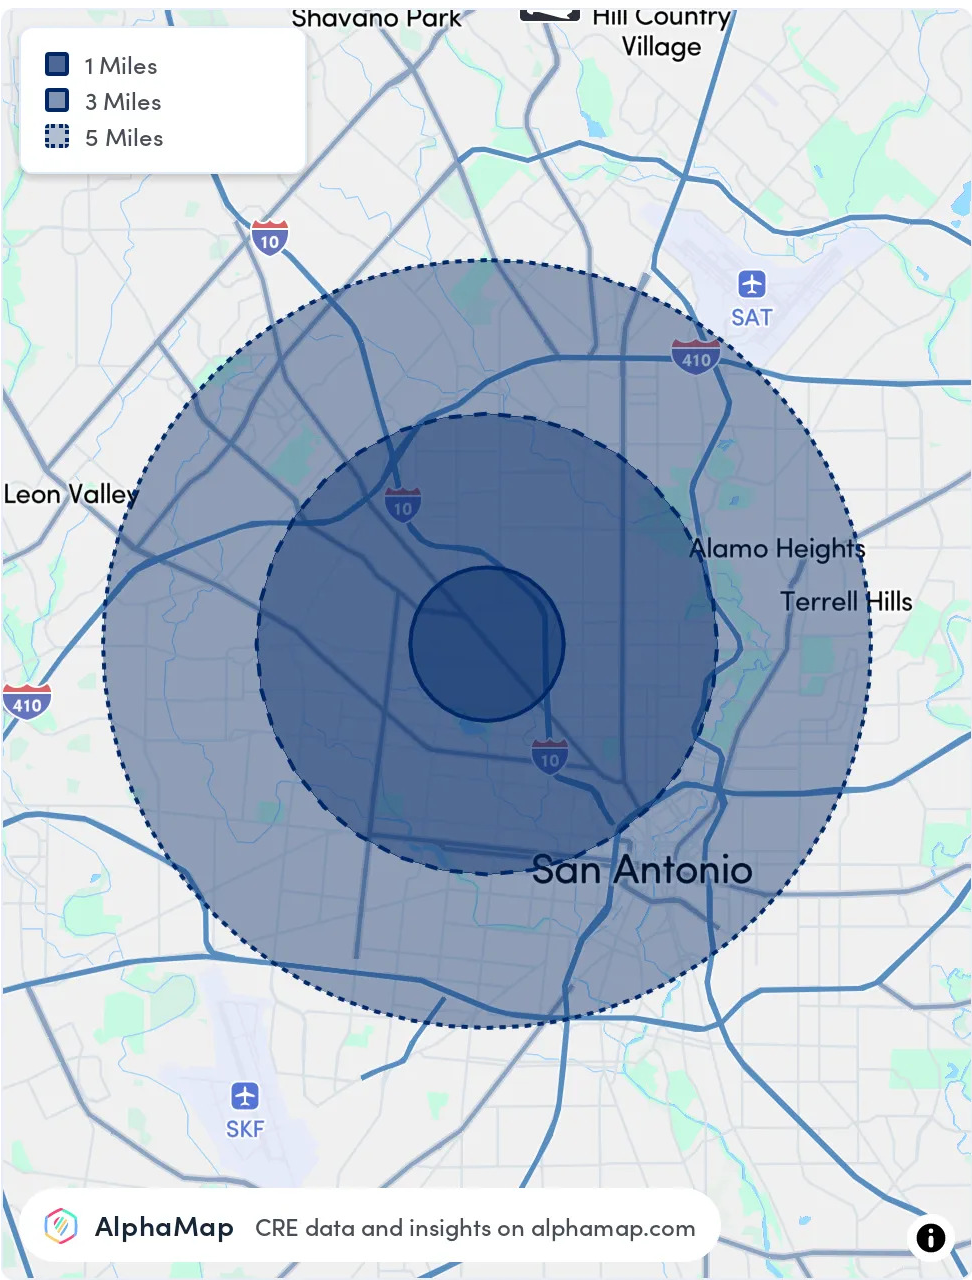 Shavano Park
Hill Country
Village
1 Miles
3 Miles
5 Miles
10
SAT
410
Leon Valley
10
Alamo Heights
Terrell Hills
410
10
San Antonio
SKF
AlphaMap
CRE data and insights on alphamap.com